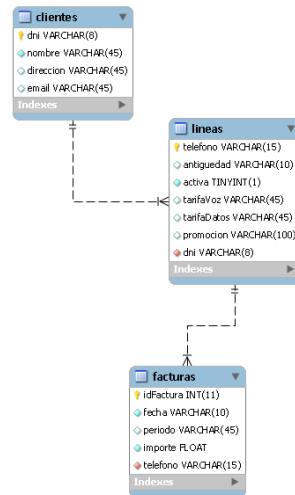 clientes
dni VARCHAR(8)
nombre VARCHAR(45)
direccion VARCHAR(45)
email VARCHAR(45)
Indexes
lineas
telefono VARCHAR(15)
antiguedad VARCHAR(10)
activa TINYINT(1)
tarifaVoz VARCHAR(45)
tarifaDatos VARCHAR(45)
promocion VARCHAR(100)
dni VARCHAR(8)
Indexes
facturas
idFactura INT(11)
fecha VARCHAR(10)
periodo VARCHAR(45)
importe FLOAT
telefono VARCHAR(15)
Indexes